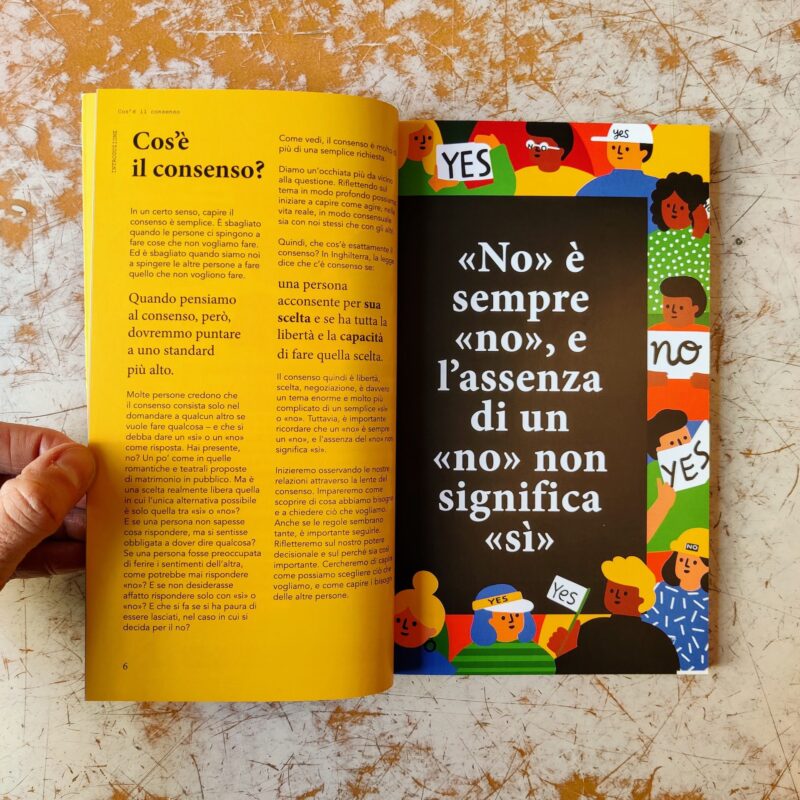 Cos'è il consenso
INTRODUZIONE
Cos'è
il consenso?
In un certo senso, capire il
consenso è semplice. È sbagliato
quando le persone ci spingono a
fare cose che non vogliamo fare.
Ed è sbagliato quando siamo noi
a spingere le altre persone a fare
quello che non vogliono fare.
Quando pensiamo
al consenso, però,
dovremmo puntare
a uno standard
più alto.
Molte persone credono che
il consenso consista solo nel
domandare a qualcun altro se
vuole fare qualcosa – e che si
debba dare un «sì» o un «no»
come risposta. Hai presente,
no? Un po' come in quelle
romantiche e teatrali proposte
di matrimonio in pubblico. Ma è
una scelta realmente libera quella
in cui l'unica alternativa possibile
è solo quella tra «sì» o «no»?
E se una persona non sapesse
cosa rispondere, ma si sentisse
obbligata a dover dire qualcosa?
Se una persona fosse preoccupata
di ferire i sentimenti dell'altra,
come potrebbe mai rispondere
«no»? E se non desiderasse
affatto rispondere solo con «sì» o
«no»? E che si fa se si ha paura di
essere lasciati, nel caso in cui si
decida per il no?
6
Come vedi, il consenso è molto di
più di una semplice richiesta.
Diamo un'occhiata più da vicino
alla questione. Riflettendo sul
tema in modo profondo possiamo
iniziare a capire come agire, nella
vita reale, in modo consensuale
sia con noi stessi che con gli altri.
Quindi, che cos'è esattamente il
consenso? In Inghilterra, la legge
dice che c'è consenso se:
una persona
acconsente per sua
scelta e se ha tutta la
libertà e la capacità
di fare quella scelta.
Il consenso quindi è libertà,
scelta, negoziazione, è davvero
un tema enorme e molto più
complicato di un semplice «sì»
o «no». Tuttavia, è importante
ricordare che un «no» è sempre
un «no», e l'assenza del «no» non
significa «sì».
Inizieremo osservando le nostre
relazioni attraverso la lente del
consenso. Impareremo come
scoprire di cosa abbiamo bisogno
e a chiedere ciò che vogliamo.
Anche se le regole sembrano
tante, è importante seguirle.
Rifletteremo sul nostro potere
decisionale e sul perché sia così
importante. Cercheremo di capire
come possiamo scegliere ciò che
vogliamo, e come capire i bisogni
delle altre persone.
YES
NO
yes
«No» è
sempre
«no», e
l'assenza
di un
«no» non
significa
«sì»
no
YES
NO
YES
Yes